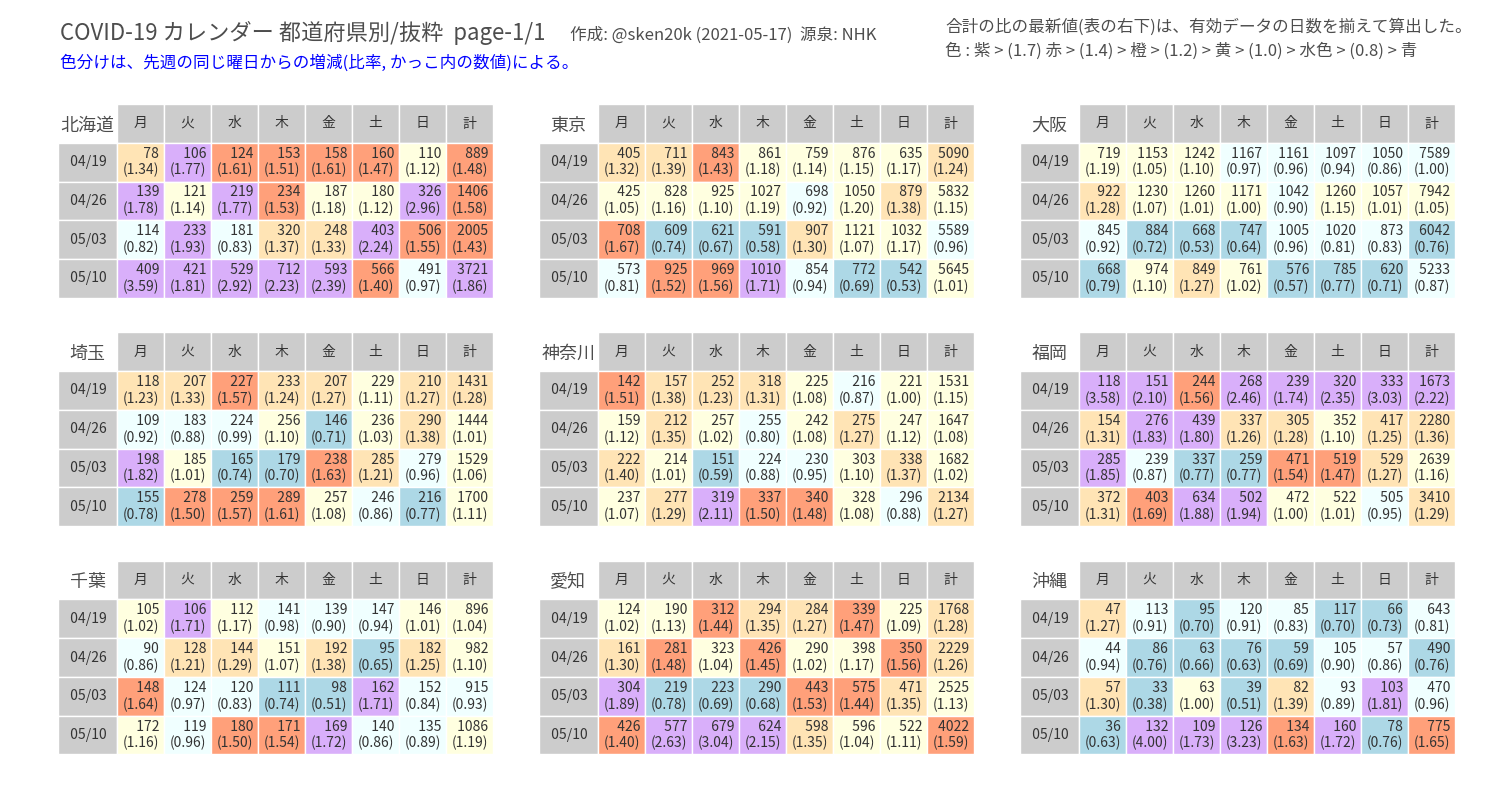 COVID-19 カレンダー 都道府県別/抜粋 page-1/1 作成: @sken20k (2021-05-17) 源泉: NHK
色分けは、先週の同じ曜日からの増減(比率, かっこ内の数値)による。
合計の比の最新値(表の右下)は、有効データの日数を揃えて算出した。
色 : 紫 > (1.7) 赤 > (1.4) > 橙 > (1.2) > 黄 > (1.0) > 水色 > (0.8) > 青
北海道 月 火 水 木 金 土 日 計
04/19 78 106 124 153 158 160 110 889
(1.34) (1.77) (1.61) (1.51) (1.61) (1.47) (1.12) (1.48)
04/26 139 121 219 234 187 180 326 1406
(1.78) (1.14) (1.77) (1.53) (1.18) (1.12) (2.96) (1.58)
05/03 114 233 181 320 248 403 506 2005
(0.82) (1.93) (0.83) (1.37) (1.33) (2.24) (1.55) (1.43)
05/10 409 421 529 712 593 566 491 3721
(3.59) (1.81) (2.92) (2.23) (2.39) (1.40) (0.97) (1.86)
東京 月 火 水 木 金 土 日 計
04/19 405 711 843 861 759 876 635 5090
(1.32) (1.39) (1.43) (1.18) (1.14) (1.15) (1.17) (1.24)
04/26 425 828 925 1027 698 1050 879 5832
(1.05) (1.16) (1.10) (1.19) (0.92) (1.20) (1.38) (1.15)
05/03 708 609 621 591 907 1121 1032 5589
(1.67) (0.74) (0.67) (0.58) (1.30) (1.07) (1.17) (0.96)
05/10 573 925 969 1010 854 772 542 5645
(0.81) (1.52) (1.56) (1.71) (0.94) (0.69) (0.53) (1.01)
大阪 月 火 水 木 金 土 日 計
04/19 719 1153 1242 1167 1161 1097 1050 7589
(1.19) (1.05) (1.10) (0.97) (0.96) (0.94) (0.86) (1.00)
04/26 922 1230 1260 1171 1042 1260 1057 7942
(1.28) (1.07) (1.01) (1.00) (0.90) (1.15) (1.01) (1.05)
05/03 845 884 668 747 1005 1020 873 6042
(0.92) (0.72) (0.53) (0.64) (0.96) (0.81) (0.83) (0.76)
05/10 668 974 849 761 576 785 620 5233
(0.79) (1.10) (1.27) (1.02) (0.57) (0.77) (0.71) (0.87)
埼玉 月 火 水 木 金 土 日 計
04/19 118 207 227 233 207 229 210 1431
(1.23) (1.33) (1.57) (1.24) (1.27) (1.11) (1.27) (1.28)
04/26 109 183 224 256 146 236 290 1444
(0.92) (0.88) (0.99) (1.10) (0.71) (1.03) (1.38) (1.01)
05/03 198 185 165 179 238 285 279 1529
(1.82) (1.01) (0.74) (0.70) (1.63) (1.21) (0.96) (1.06)
05/10 155 278 259 289 257 246 216 1700
(0.78) (1.50) (1.57) (1.61) (1.08) (0.86) (0.77) (1.11)
神奈川 月 火 水 木 金 土 日 計
04/19 142 157 252 318 225 216 221 1531
(1.51) (1.38) (1.23) (1.31) (1.08) (0.87) (1.00) (1.15)
04/26 159 212 257 255 242 275 247 1647
(1.12) (1.35) (1.02) (0.80) (1.08) (1.27) (1.12) (1.08)
05/03 222 214 151 224 230 303 338 1682
(1.40) (1.01) (0.59) (0.88) (0.95) (1.10) (1.37) (1.02)
05/10 237 277 319 337 340 328 296 2134
(1.07) (1.29) (2.11) (1.50) (1.48) (1.08) (0.88) (1.27)
福岡 月 火 水 木 金 土 日 計
04/19 118 151 244 268 239 320 333 1673
(3.58) (2.10) (1.56) (2.46) (1.74) (2.35) (3.03) (2.22)
04/26 154 276 439 337 305 352 417 2280
(1.31) (1.83) (1.80) (1.26) (1.28) (1.10) (1.25) (1.36)
05/03 285 239 337 259 471 519 529 2639
(1.85) (0.87) (0.77) (0.77) (1.54) (1.47) (1.27) (1.16)
05/10 372 403 634 502 472 522 505 3410
(1.31) (1.69) (1.88) (1.94) (1.00) (1.01) (0.95) (1.29)
千葉 月 火 水 木 金 土 日 計
04/19 105 106 112 141 139 147 146 896
(1.02) (1.71) (1.17) (0.98) (0.90) (0.94) (1.01) (1.04)
04/26 90 128 144 151 192 95 182 982
(0.86) (1.21) (1.29) (1.07) (1.38) (0.65) (1.25) (1.10)
05/03 148 124 120 111 98 162 152 915
(1.64) (0.97) (0.83) (0.74) (0.51) (1.71) (0.84) (0.93)
05/10 172 119 180 171 169 140 135 1086
(1.16) (0.96) (1.50) (1.54) (1.72) (0.86) (0.89) (1.19)
愛知 月 火 水 木 金 土 日 計
04/19 124 190 312 294 284 339 225 1768
(1.02) (1.13) (1.44) (1.35) (1.27) (1.47) (1.09) (1.28)
04/26 161 281 323 426 290 398 350 2229
(1.30) (1.48) (1.04) (1.45) (1.02) (1.17) (1.56) (1.26)
05/03 304 219 223 290 443 575 471 2525
(1.89) (0.78) (0.69) (0.68) (1.53) (1.44) (1.35) (1.13)
05/10 426 577 679 624 598 596 522 4022
(1.40) (2.63) (3.04) (2.15) (1.35) (1.04) (1.11) (1.59)
沖縄 月 火 水 木 金 土 日 計
04/19 47 113 95 120 85 117 66 643
(1.27) (0.91) (0.70) (0.91) (0.83) (0.70) (0.73) (0.81)
04/26 44 86 63 76 59 105 57 490
(0.94) (0.76) (0.66) (0.63) (0.69) (0.90) (0.86) (0.76)
05/03 57 33 63 39 82 93 103 470
(1.30) (0.38) (1.00) (0.51) (1.39) (0.89) (1.81) (0.96)
05/10 36 132 109 126 134 160 78 775
(0.63) (4.00) (1.73) (3.23) (1.63) (1.72) (0.76) (1.65)